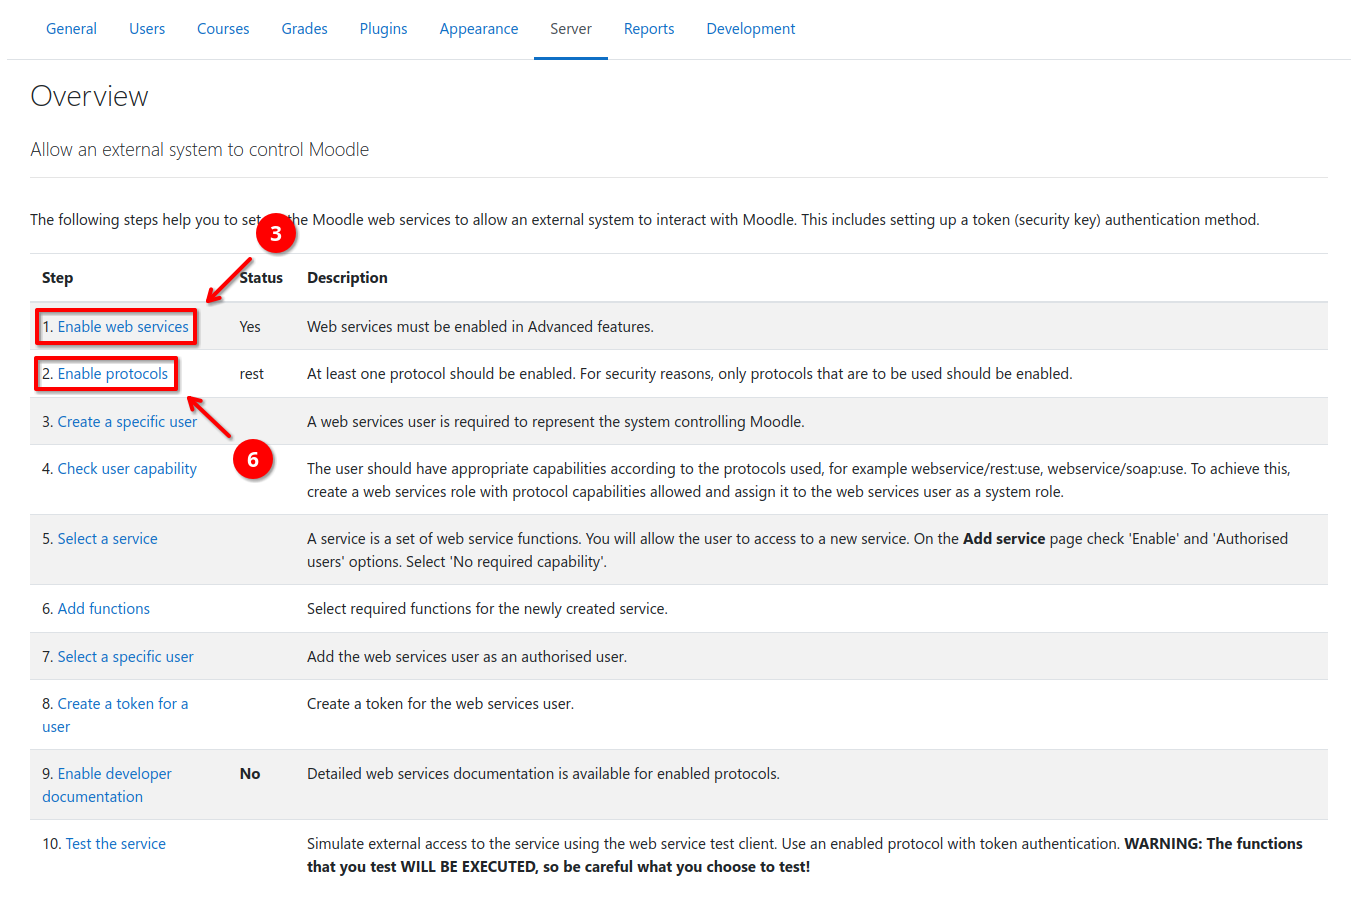 General Users Courses Grades Plugins Appearance Server Reports Development
Overview
Allow an external system to control Moodle
The following steps help you to set the Moodle web services to allow an external system to interact with Moodle. This includes setting up a token (security key) authentication method.
3
Step Status Description
1. Enable web services Yes Web services must be enabled in Advanced features.
2. Enable protocols rest At least one protocol should be enabled. For security reasons, only protocols that are to be used should be enabled.
3. Create a specific user A web services user is required to represent the system controlling Moodle.
6
4. Check user capability The user should have appropriate capabilities according to the protocols used, for example webservice/rest:use, webservice/soap:use. To achieve this,
create a web services role with protocol capabilities allowed and assign it to the web services user as a system role.
5. Select a service A service is a set of web service functions. You will allow the user to access to a new service. On the Add service page check 'Enable' and 'Authorised
users' options. Select 'No required capability'.
6. Add functions Select required functions for the newly created service.
7. Select a specific user Add the web services user as an authorised user.
8. Create a token for a Create a token for the web services user.
user
9. Enable developer No Detailed web services documentation is available for enabled protocols.
documentation
10. Test the service Simulate external access to the service using the web service test client. Use an enabled protocol with token authentication. WARNING: The functions
that you test WILL BE EXECUTED, so be careful what you choose to test!